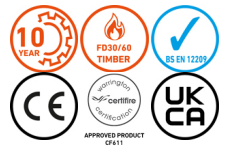 10
YEAR
FD30/60
TIMBER
BS EN 12209
CE
warrington
certifire
certification
UK
CA
APPROVED PRODUCT
CF611